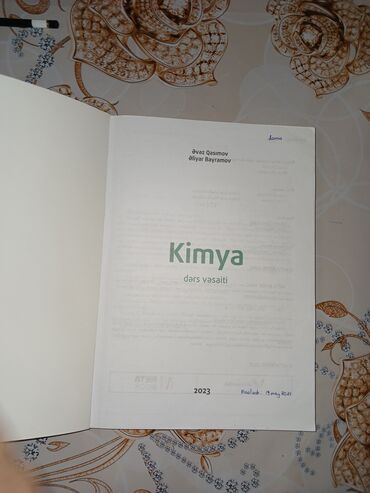 Əvəz Qasımov
Əliyar Bayramov
Kimya
dərs vəsaiti
2023